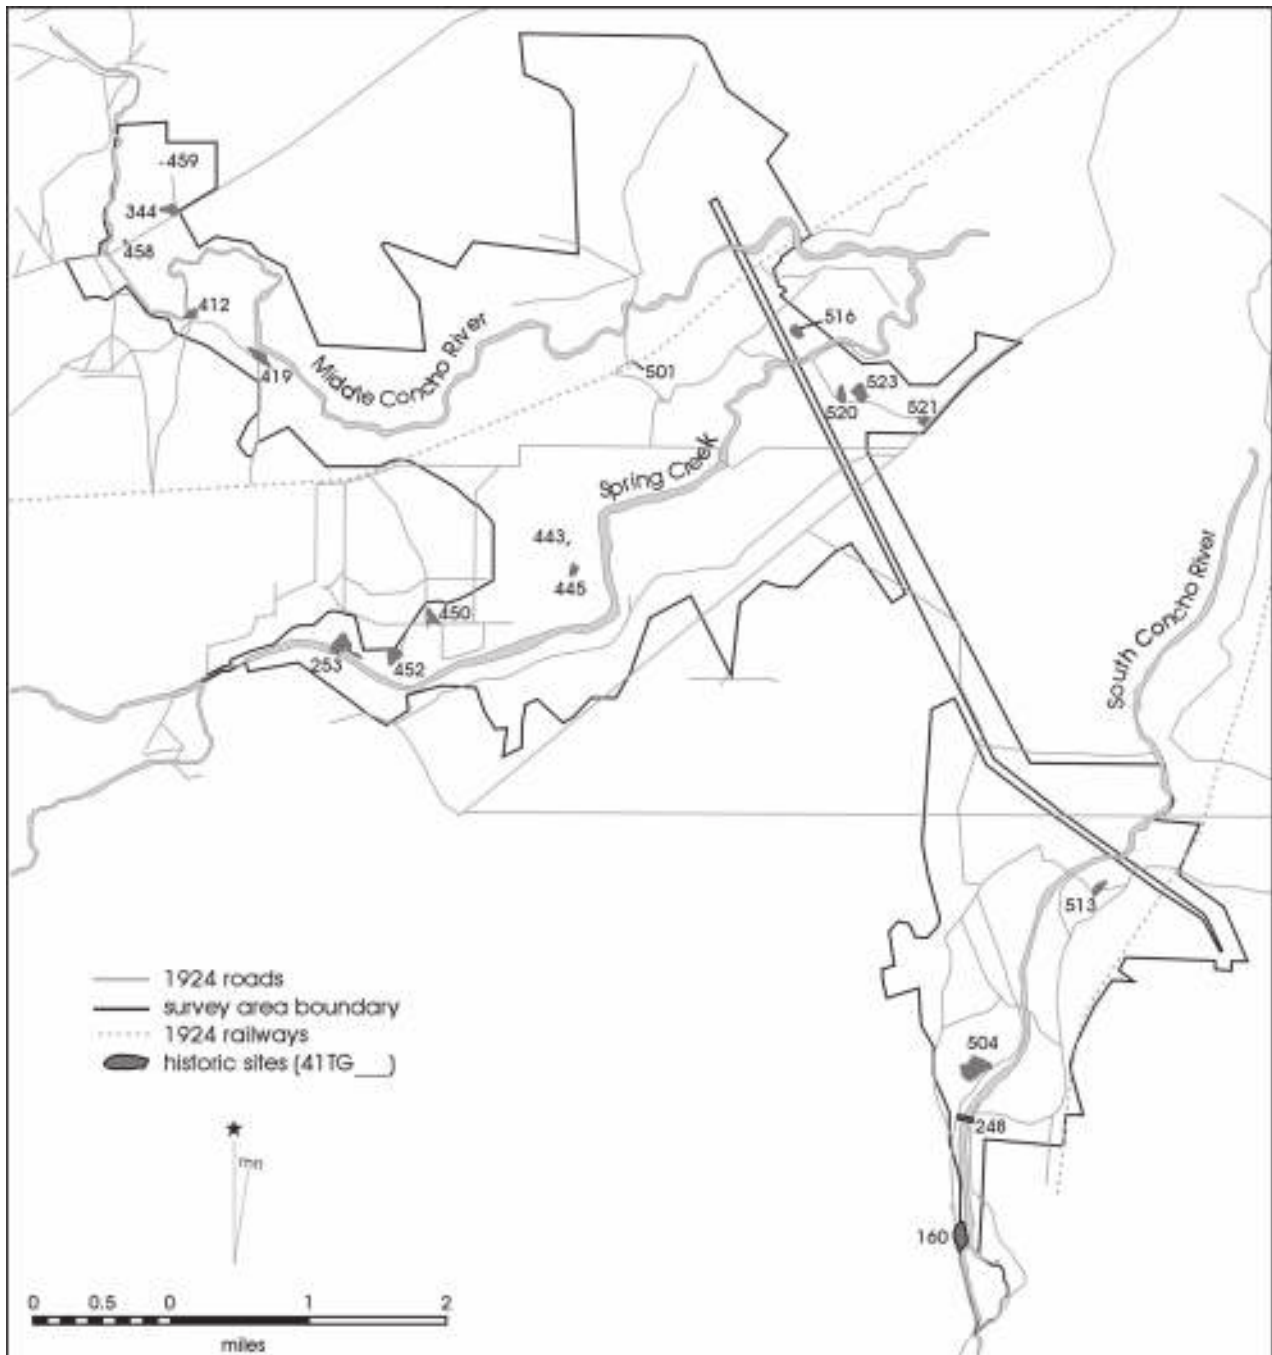 459
344
458
412
419
Middle Concho River
516
501
523
520
521
Spring Creek
443
445
450
253
452
South Concho River
513
504
248
160
1924 roads
survey area boundary
1924 railways
historic sites (41TG___)
mn
0 0.5 0 1 2
miles